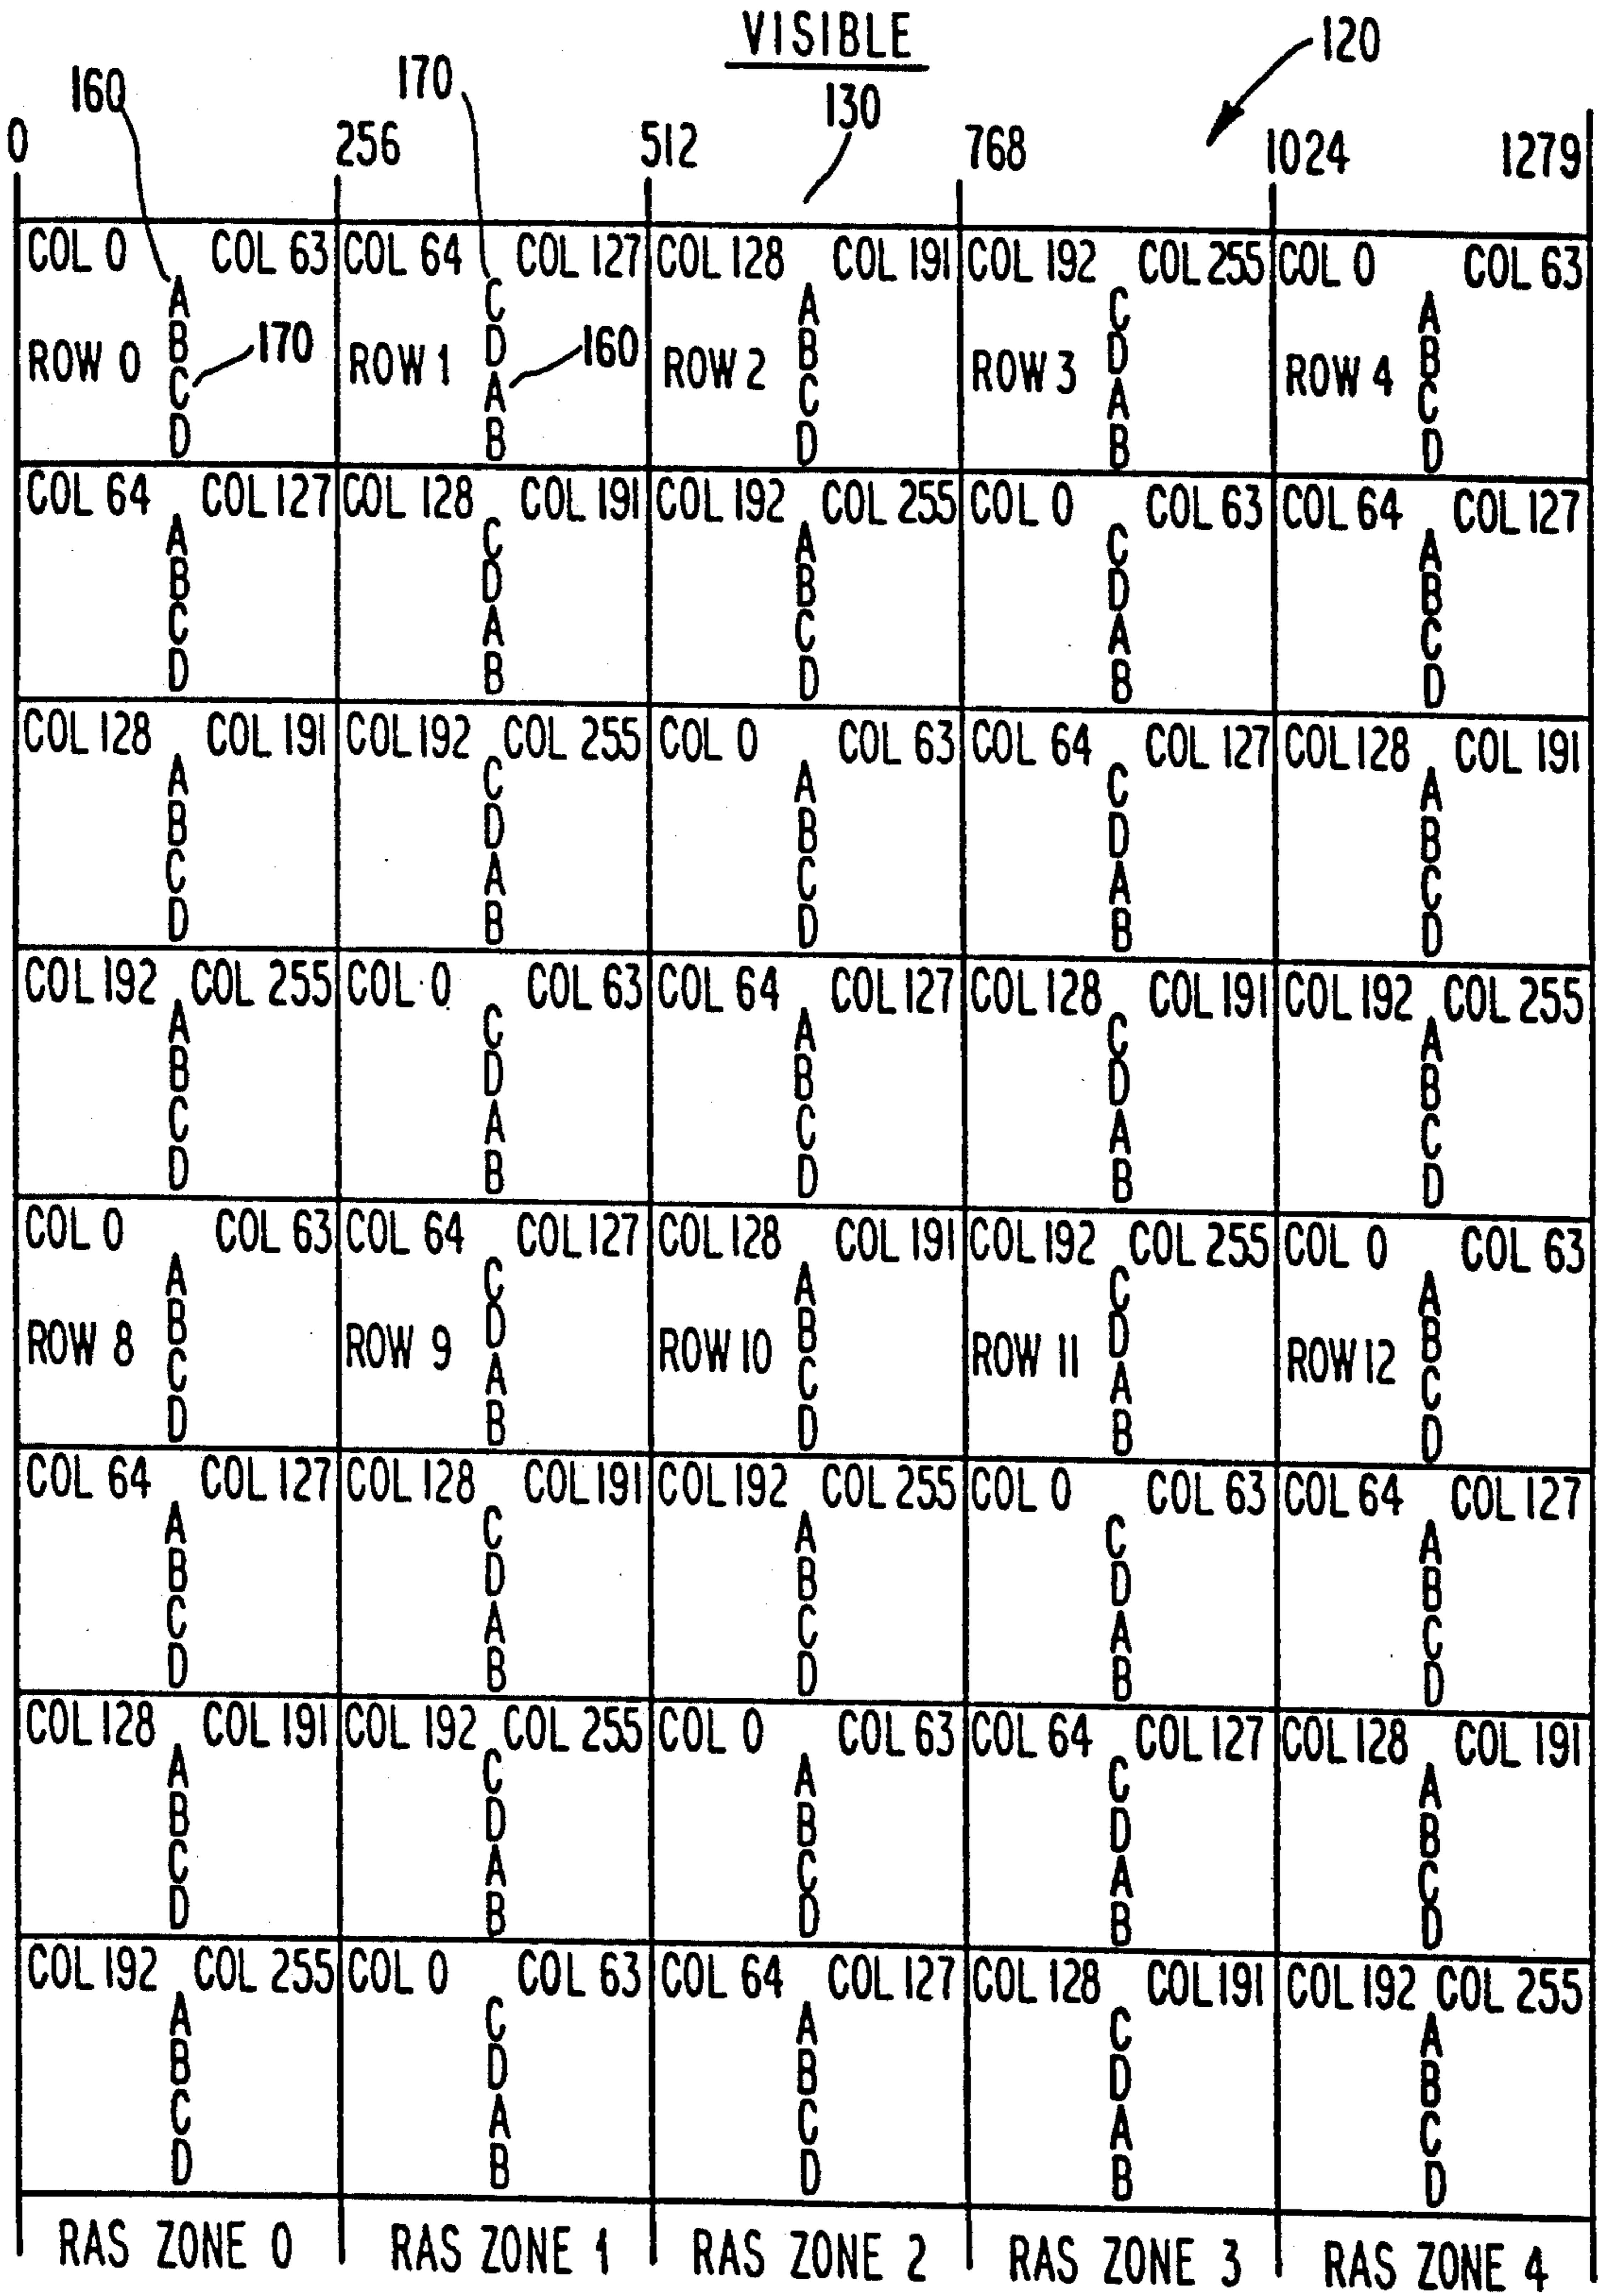 VISIBLE
120
160
170
130
0 256 512 768 1024 1279
COL 0 COL 63 COL 64 COL 127 COL 128 COL 191 COL 192 COL 255 COL 0 COL 63
A C A C A
B D B D B
ROW 0 C 170 ROW 1 A 160 ROW 2 C ROW 3 A ROW 4 C
D B D B D
COL 64 COL 127 COL 128 COL 191 COL 192 COL 255 COL 0 COL 63 COL 64 COL 127
A C A C A
B D B D B
C A C A C
D B D B D
COL 128 COL 191 COL 192 COL 255 COL 0 COL 63 COL 64 COL 127 COL 128 COL 191
A C A C A
B D B D B
C A C A C
D B D B D
COL 192 COL 255 COL 0 COL 63 COL 64 COL 127 COL 128 COL 191 COL 192 COL 255
A C A C A
B D B D B
C A C A C
D B D B D
COL 0 COL 63 COL 64 COL 127 COL 128 COL 191 COL 192 COL 255 COL 0 COL 63
A C A C A
ROW 8 B ROW 9 D ROW 10 B ROW 11 D ROW 12 B
C A C A C
D B D B D
COL 64 COL 127 COL 128 COL 191 COL 192 COL 255 COL 0 COL 63 COL 64 COL 127
A C A C A
B D B D B
C A C A C
D B D B D
COL 128 COL 191 COL 192 COL 255 COL 0 COL 63 COL 64 COL 127 COL 128 COL 191
A C A C A
B D B D B
C A C A C
D B D B D
COL 192 COL 255 COL 0 COL 63 COL 64 COL 127 COL 128 COL 191 COL 192 COL 255
A C A C A
B D B D B
C A C A C
D B D B D
RAS ZONE 0 RAS ZONE 1 RAS ZONE 2 RAS ZONE 3 RAS ZONE 4